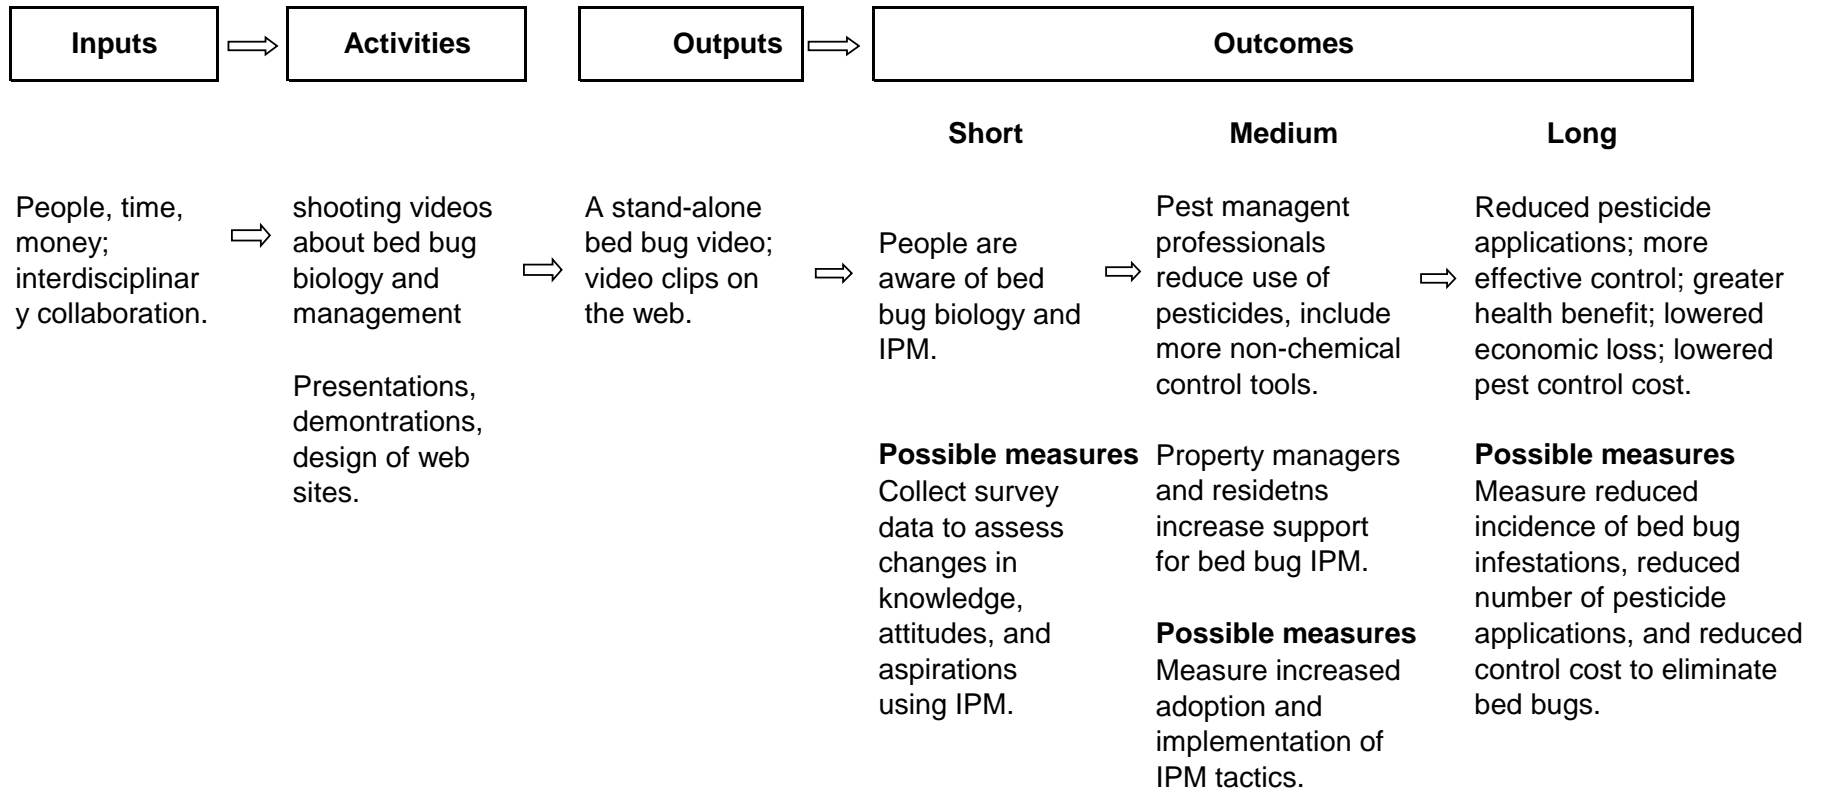 Inputs
Activities
Outputs
Outcomes
Short
Medium
Long
People, time,
money;
interdisciplinar
y collaboration.
shooting videos
about bed bug
biology and
management
Presentations,
demontrations,
design of web
sites.
A stand-alone
bed bug video;
video clips on
the web.
People are
aware of bed
bug biology and
IPM.
Possible measures
Collect survey
data to assess
changes in
knowledge,
attitudes, and
aspirations
using IPM.
Pest managent
professionals
reduce use of
pesticides, include
more non-chemical
control tools.
Property managers
and residetns
increase support
for bed bug IPM.
Possible measures
Measure increased
adoption and
implementation of
IPM tactics.
Reduced pesticide
applications; more
effective control; greater
health benefit; lowered
economic loss; lowered
pest control cost.
Possible measures
Measure reduced
incidence of bed bug
infestations, reduced
number of pesticide
applications, and reduced
control cost to eliminate
bed bugs.